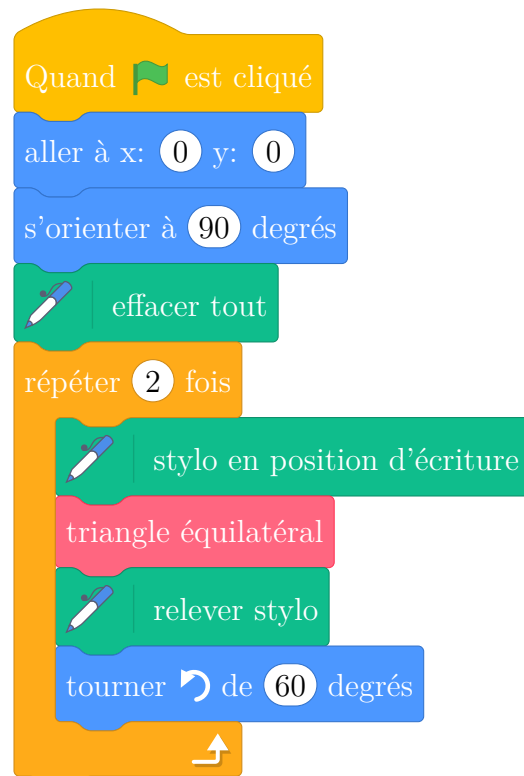 Quand est cliqué
aller à x: 0 y: 0
s'orienter à 90 degrés
effacer tout
répéter 2 fois
stylo en position d'écriture
triangle équilatéral
relever stylo
tourner de 60 degrés